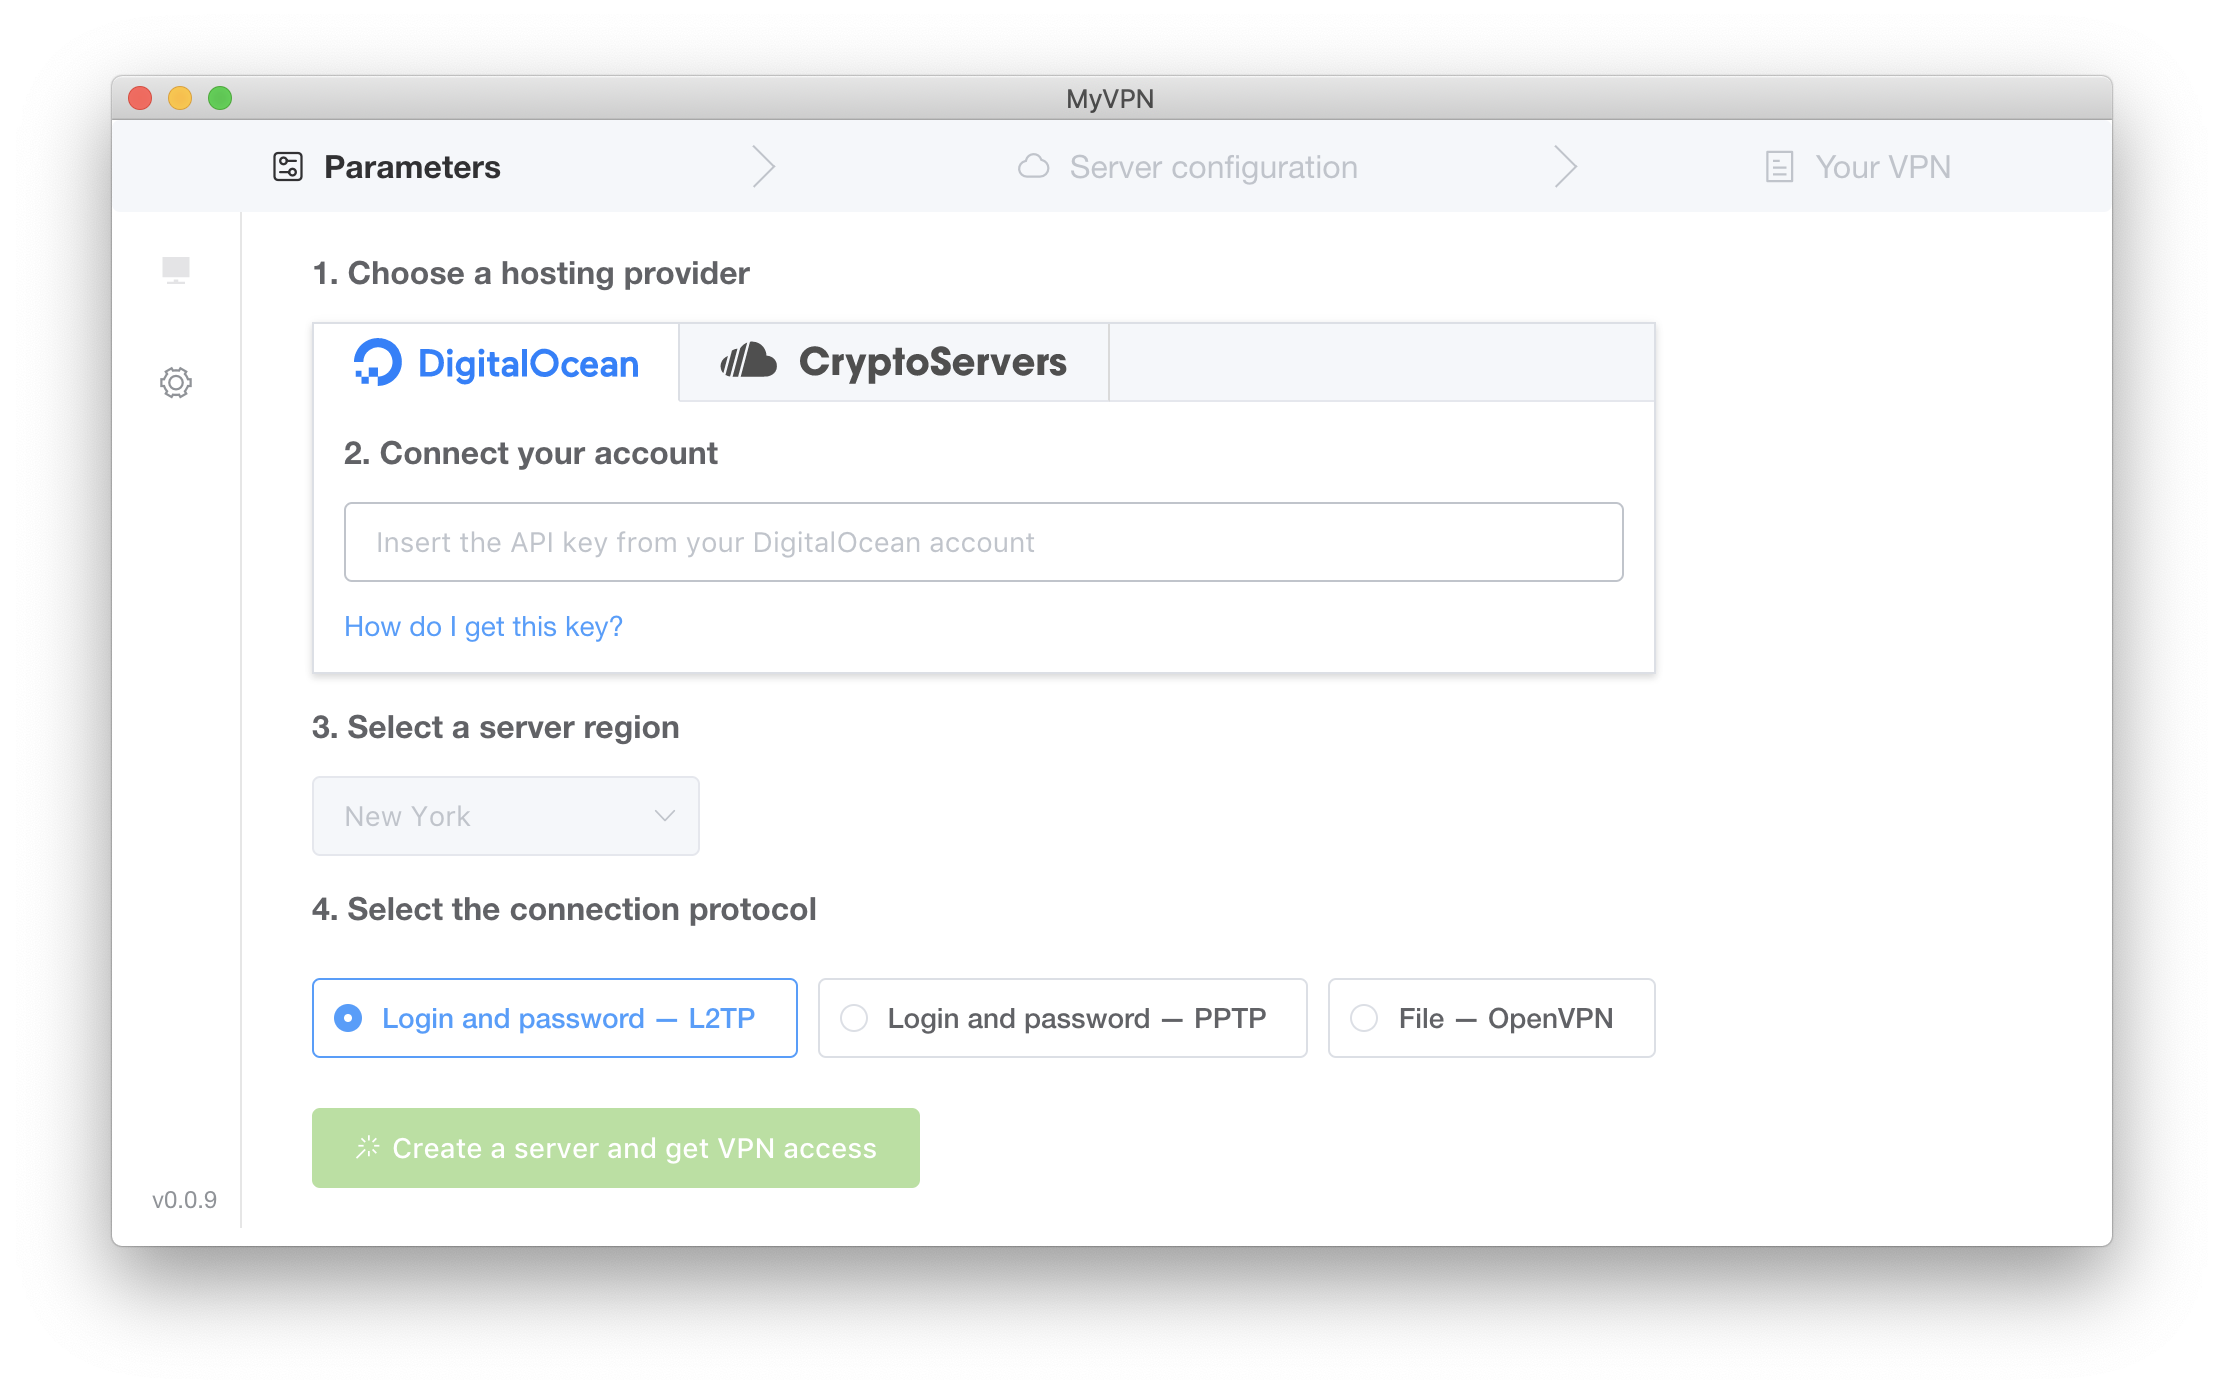 MyVPN
Parameters
Server configuration
Your VPN
1. Choose a hosting provider
DigitalOcean
CryptoServers
2. Connect your account
Insert the API key from your DigitalOcean account
How do I get this key?
3. Select a server region
New York
4. Select the connection protocol
Login and password — L2TP
Login and password — PPTP
File — OpenVPN
Create a server and get VPN access
v0.0.9